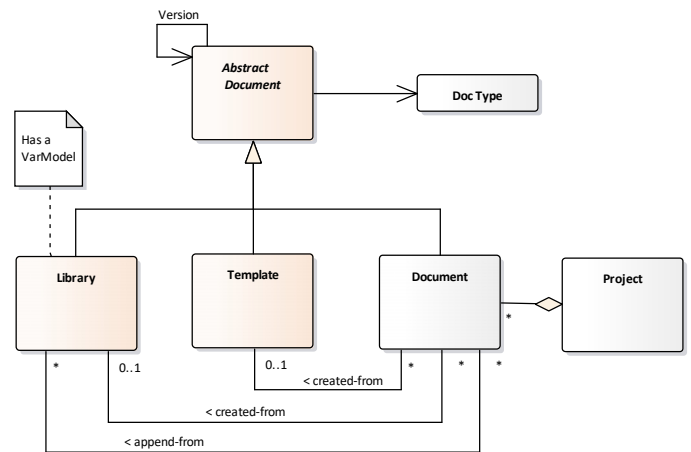 Version
Abstract
Document
Doc Type
Has a
VarModel
Library
Template
Document
Project
*
*
0..1
0..1
*
*
*
< created-from
< created-from
< append-from